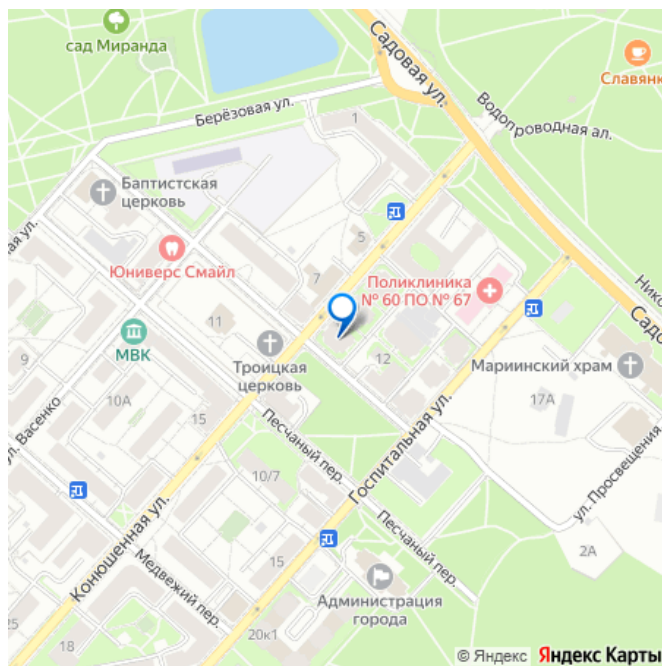 сад Миранда
Садовая ул.
Славянк
Берёзовая ул.
1
Водопроводная ал.
Баптистская
церковь
ная ул.
Юниверс Смайл
5
7
Поликлиника
№ 60 ПО № 67
Нико
Садо
МВК
11
Троицкая
церковь
12
Мариинский храм
9
10А
15
17А
ул. Васенко
Песчаный пер.
Госпитальная ул.
ул. Просвещения
10/7
Конюшенная ул.
Песчаный пер.
2А
Медвежий пер.
15
Администрация
города
18
20к1
© Яндекс Яндекс Карты